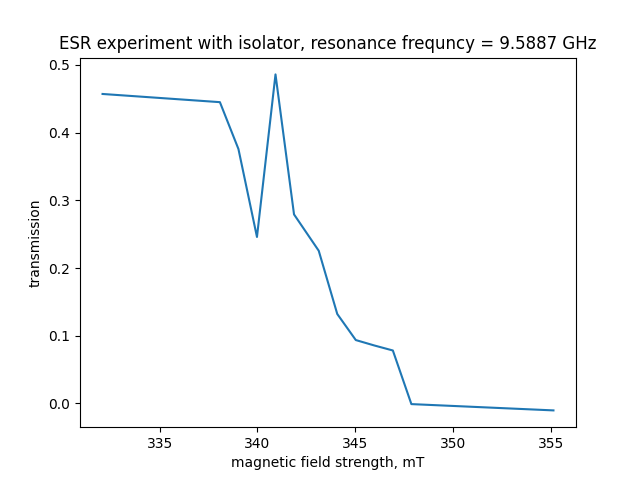 ESR experiment with isolator, resonance frequncy = 9.5887 GHz
0.5
0.4
0.3
0.2
0.1
0.0
transmission
335 340 345 350 355
magnetic field strength, mT